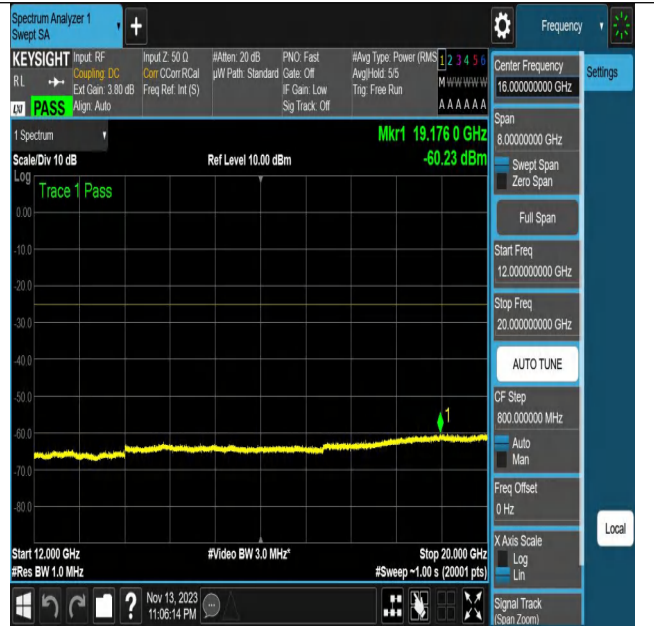 Spectrum Analyzer 1
Swept SA
Frequency
KEYSIGHT
RL
PASS
Input: RF
Coupling: DC
Ext Gain: 3.80 dB
Align: Auto
Input Z: 50 Ω
Corr CCorr RCal
Freq Ref: Int (S)
#Atten: 20 dB
µW Path: Standard
PNO: Fast
Gate: Off
IF Gain: Low
Sig Track: Off
#Avg Type: Power (RMS
Avg|Hold: 5/5
Trig: Free Run
1 2 3 4 5 6
M W W W W W
A A A A A A
1 Spectrum
Mkr1 19.176 0 GHz
-60.23 dBm
Scale/Div 10 dB
Ref Level 10.00 dBm
Log
Trace 1 Pass
0.00
-10.0
-20.0
-30.0
-40.0
-50.0
-60.0
-70.0
-80.0
1
Start 12.000 GHz
#Video BW 3.0 MHz*
Stop 20.000 GHz
#Res BW 1.0 MHz
#Sweep ~1.00 s (20001 pts)
Nov 13, 2023
11:06:14 PM
Center Frequency
16.000000000 GHz
Settings
Span
8.00000000 GHz
Swept Span
Zero Span
Full Span
Start Freq
12.000000000 GHz
Stop Freq
20.000000000 GHz
AUTO TUNE
CF Step
800.000000 MHz
Auto
Man
Freq Offset
0 Hz
Local
X Axis Scale
Log
Lin
Signal Track
(Span Zoom)